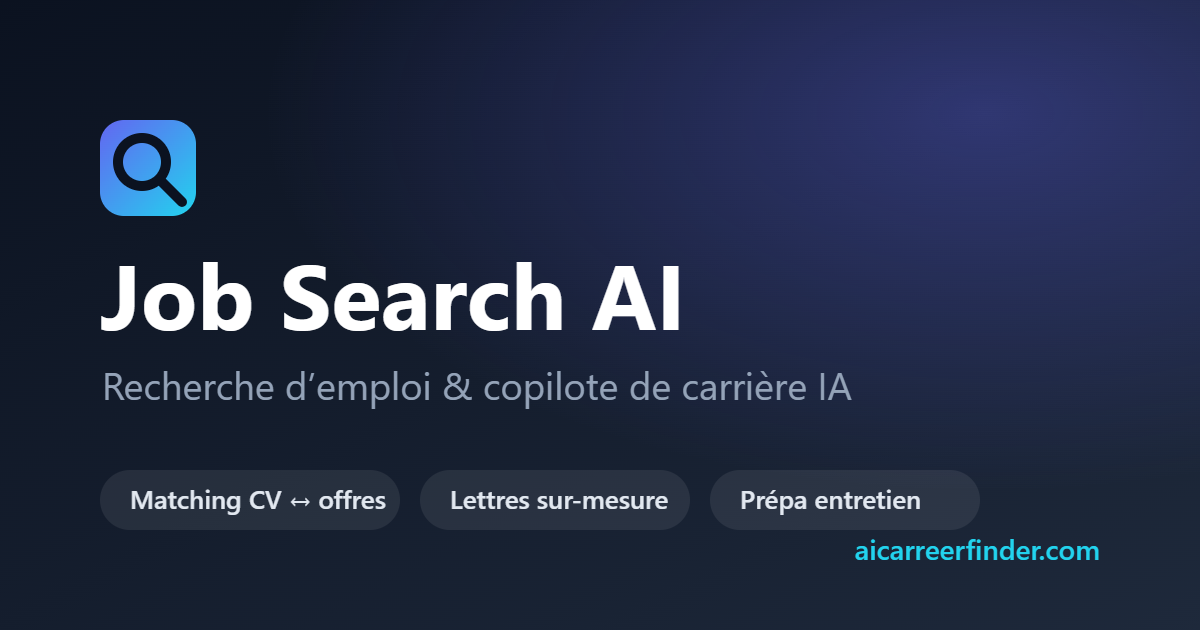 Job Search AI
Recherche d’emploi & copilote de carrière IA
Matching CV ↔ offres
Lettres sur-mesure
Prépa entretien
aicarreerfinder.com